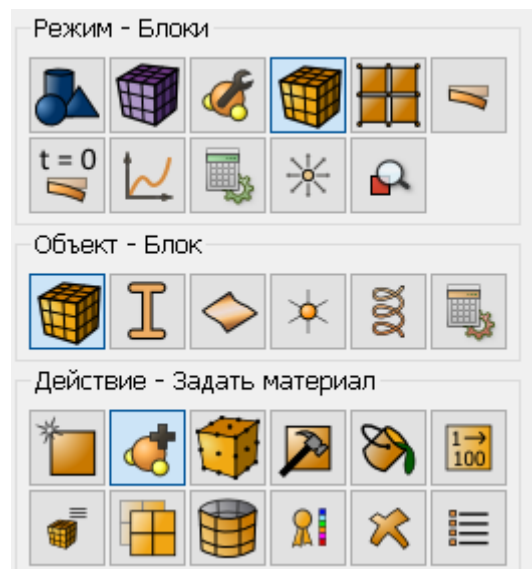 Режим - Блоки
t = 0
Объект - Блок
Действие - Задать материал
1→
100